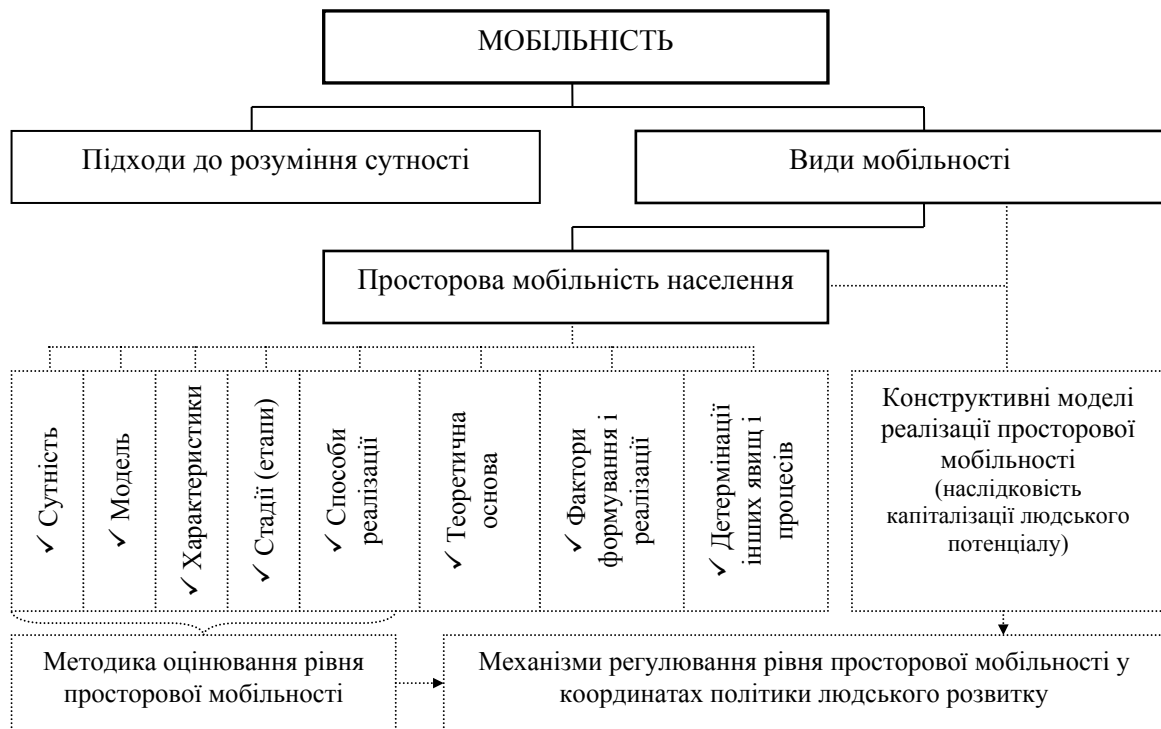 МОБІЛЬНІСТЬ
Підходи до розуміння сутності
Види мобільності
Просторова мобільність населення
✓ Сутність
✓ Модель
✓ Характеристики
✓ Стадії (етапи)
✓ Способи
реалізації
✓ Теоретична
основа
✓ Фактори
формування і
реалізації
✓ Детермінації
інших явищ і
процесів
Конструктивні моделі
реалізації просторової
мобільності
(наслідковість
капіталізації людського
потенціалу)
Методика оцінювання рівня
просторової мобільності
Механізми регулювання рівня просторової мобільності у
координатах політики людського розвитку